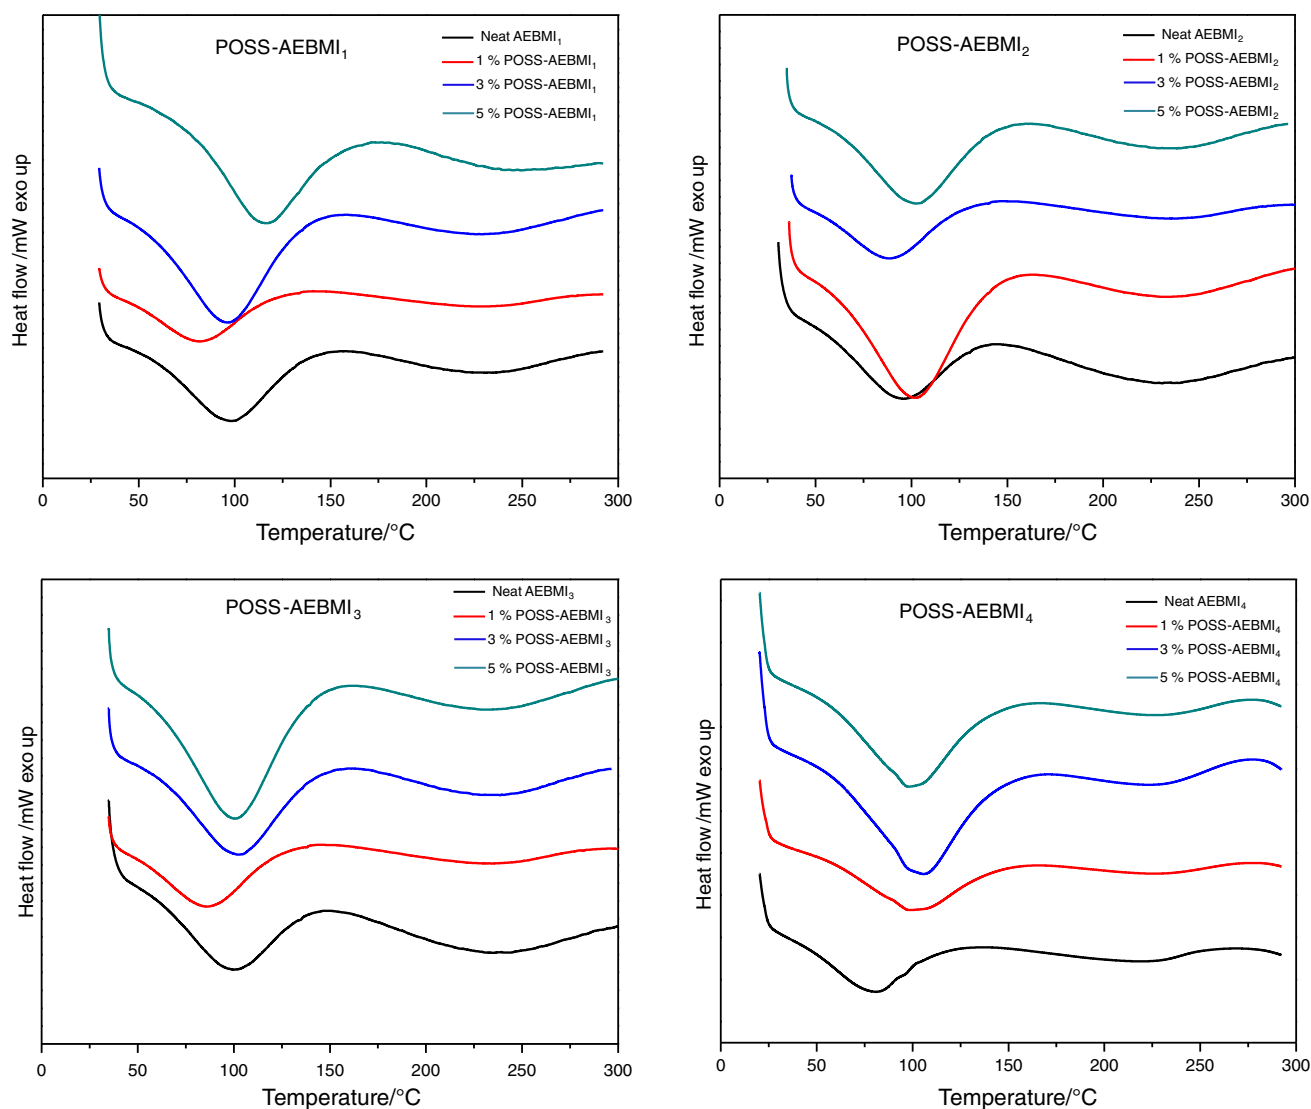 POSS-AEBMI₁
Neat AEBMI₁
1 % POSS-AEBMI₁
3 % POSS-AEBMI₁
5 % POSS-AEBMI₁
Heat flow /mW exo up
0 50 100 150 200 250 300
Temperature/°C
POSS-AEBMI₂
Neat AEBMI₂
1 % POSS-AEBMI₂
3 % POSS-AEBMI₂
5 % POSS-AEBMI₂
Heat flow /mW exo up
0 50 100 150 200 250 300
Temperature/°C
POSS-AEBMI₃
Neat AEBMI₃
1 % POSS-AEBMI₃
3 % POSS-AEBMI₃
5 % POSS-AEBMI₃
Heat flow /mW exo up
0 50 100 150 200 250 300
Temperature/°C
POSS-AEBMI₄
Neat AEBMI₄
1 % POSS-AEBMI₄
3 % POSS-AEBMI₄
5 % POSS-AEBMI₄
Heat flow /mW exo up
0 50 100 150 200 250 300
Temperature/°C